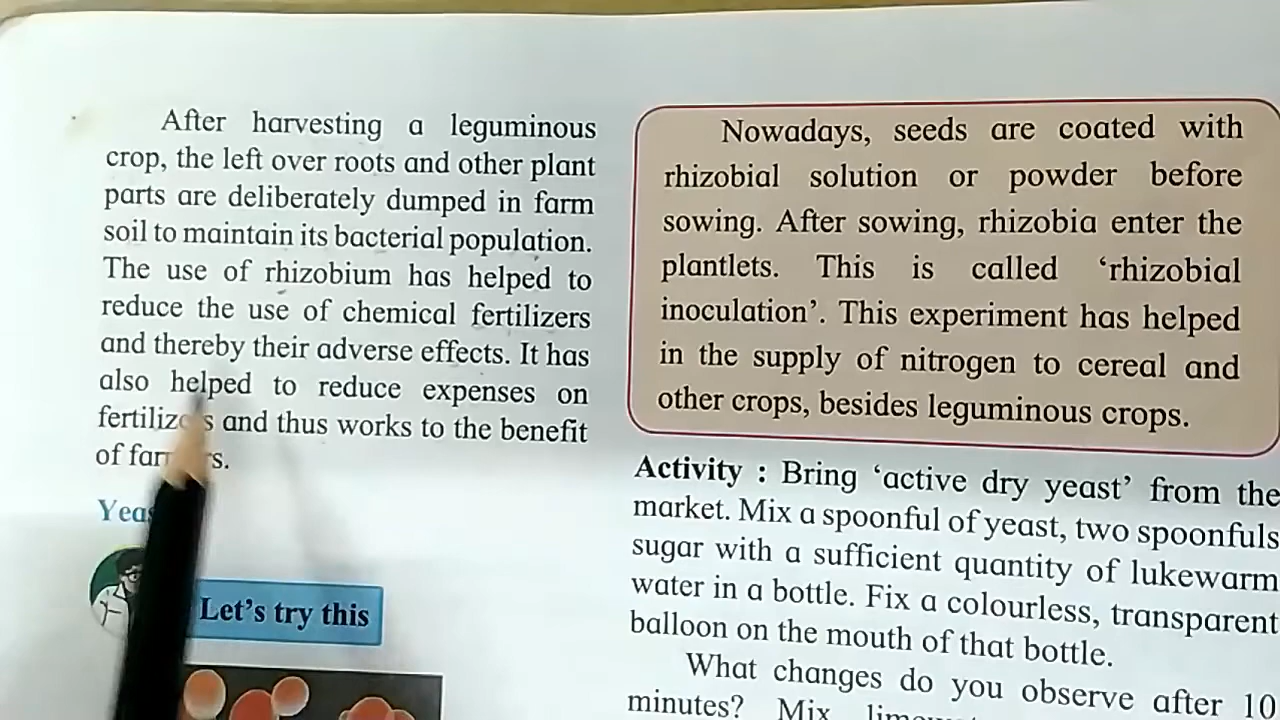 After harvesting a leguminous
crop, the left over roots and other plant
parts are deliberately dumped in farm
soil to maintain its bacterial population.
The use of rhizobium has helped to
reduce the use of chemical fertilizers
and thereby their adverse effects. It has
also helped to reduce expenses on
fertilizers and thus works to the benefit
of farmers.
Let's try this
Nowadays, seeds are coated with
rhizobial solution or powder before
sowing. After sowing, rhizobia enter the
plantlets. This is called ‘rhizobial
inoculation’. This experiment has helped
in the supply of nitrogen to cereal and
other crops, besides leguminous crops.
Activity : Bring ‘active dry yeast’ from the
market. Mix a spoonful of yeast, two spoonfuls
sugar with a sufficient quantity of lukewarm
water in a bottle. Fix a colourless, transparent
balloon on the mouth of that bottle.
What changes do you observe after 10
minutes? Mix